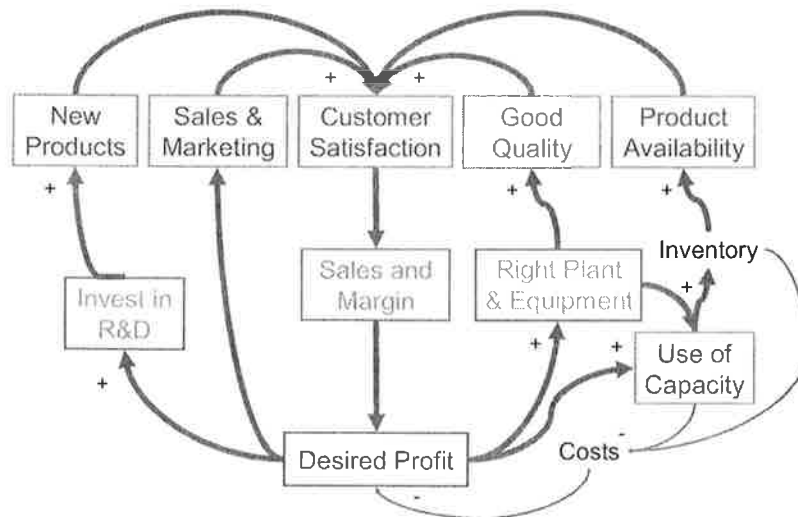 New
Products
Sales &
Marketing
Customer
Satisfaction
Good
Quality
Product
Availability
+
+
+
+
+
Invest in
R&D
Sales and
Margin
Right Plant
& Equipment
Inventory
+
+
+
+
Use of
Capacity
Desired Profit
Costs
-
-